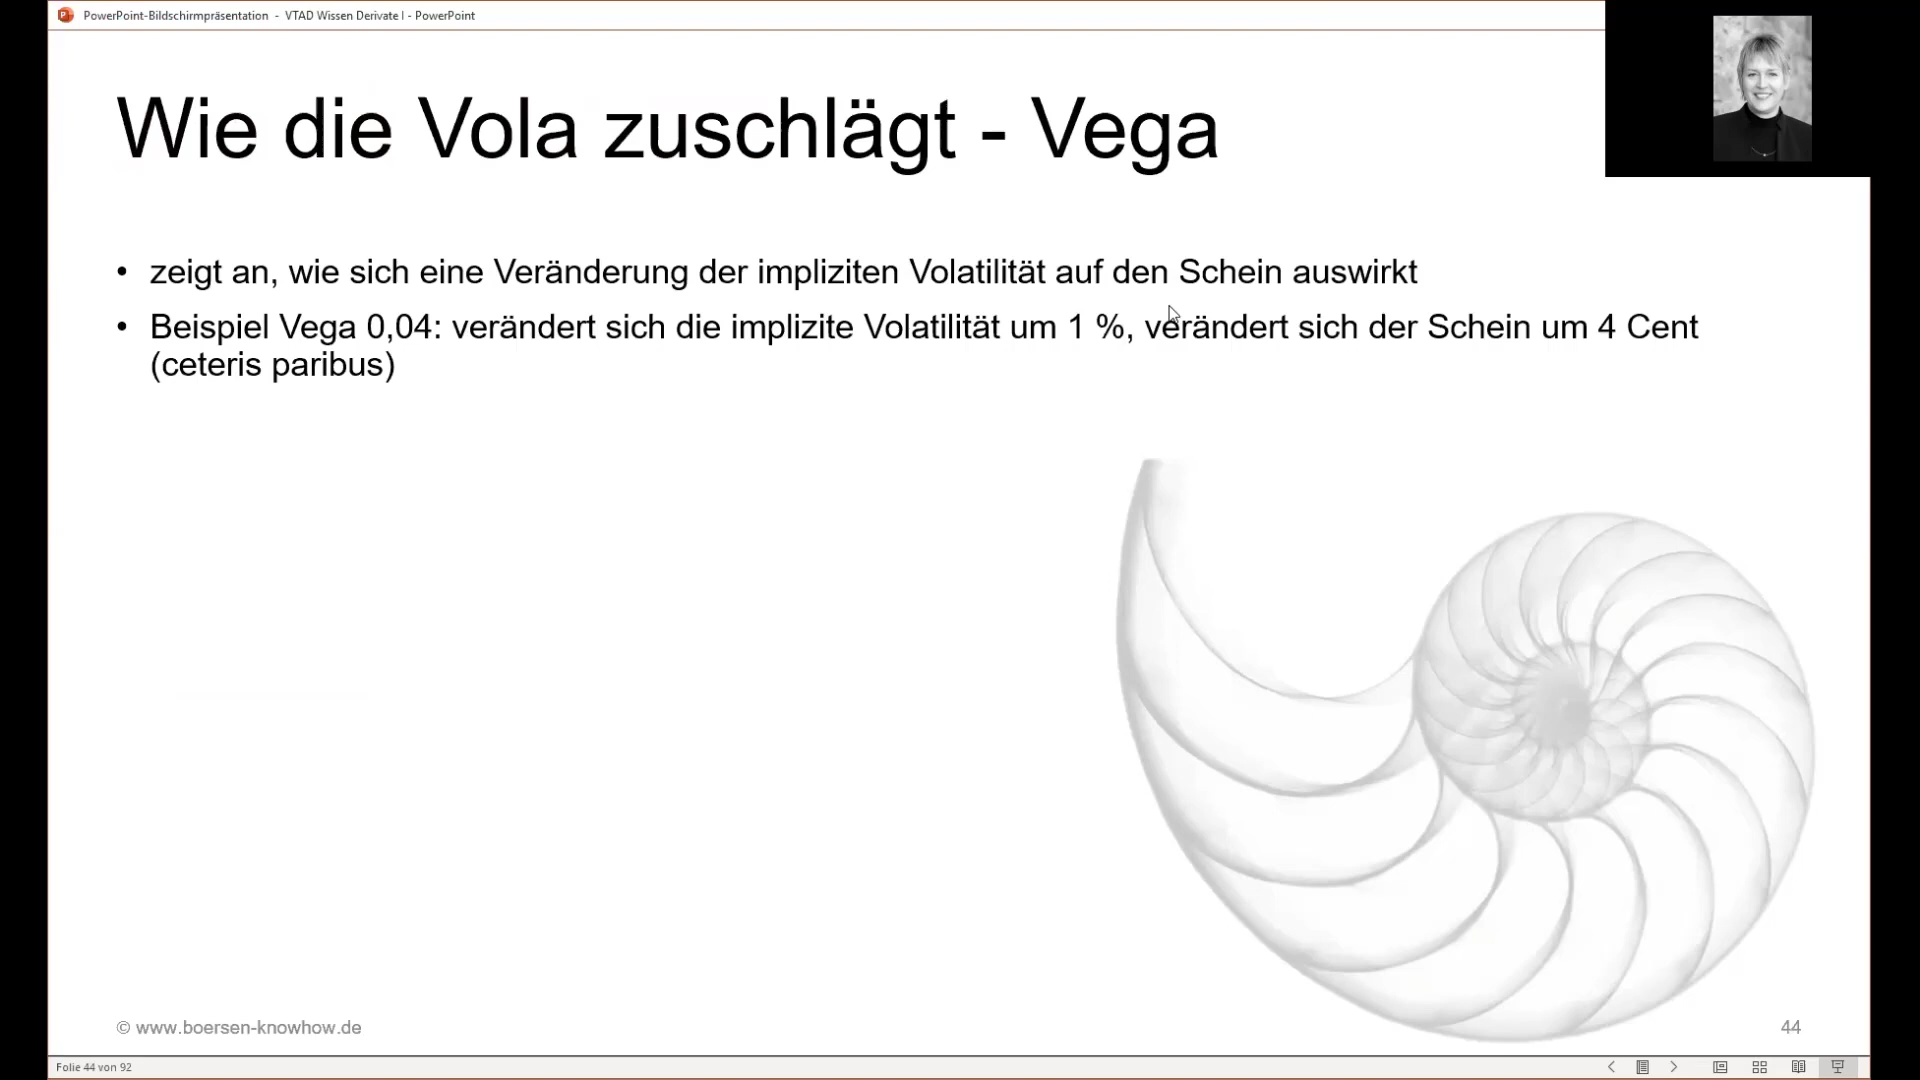 PowerPoint-Bildschirmpräsentation - VTAD Wissen Derivate I - PowerPoint
Wie die Vola zuschlägt - Vega
• zeigt an, wie sich eine Veränderung der impliziten Volatilität auf den Schein auswirkt
• Beispiel Vega 0,04: verändert sich die implizite Volatilität um 1 %, verändert sich der Schein um 4 Cent
(ceteris paribus)
© www.boersen-knowhow.de
44
Folie 44 von 92